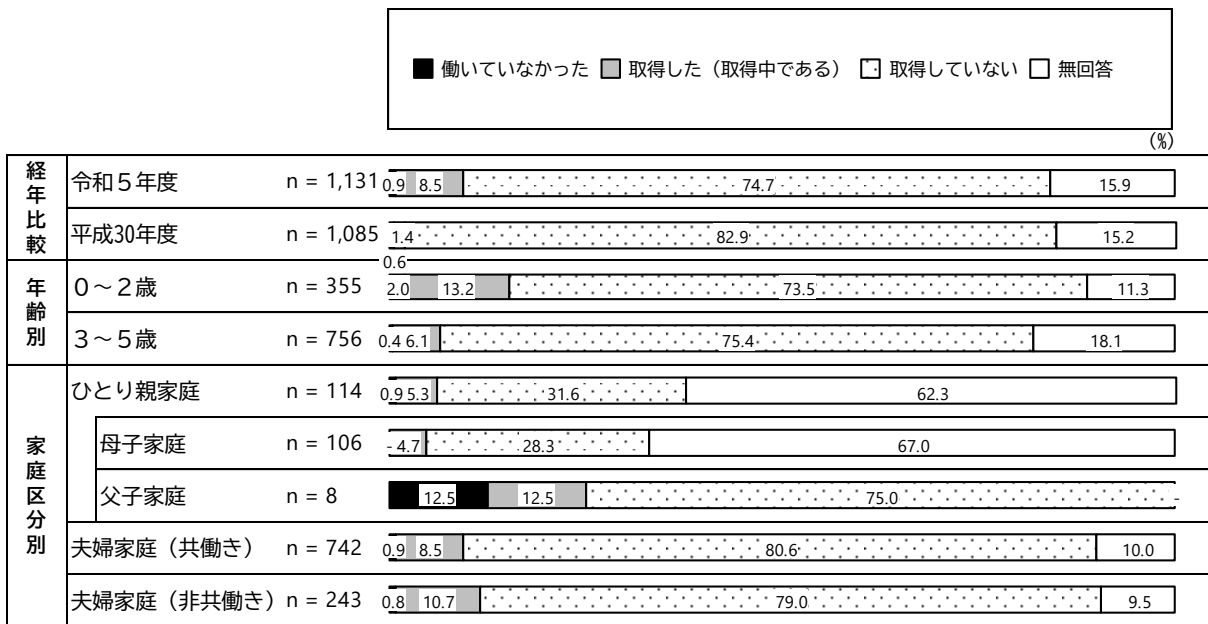 働いていなかった 取得した（取得中である） 取得していない 無回答
(%)
経年比較
令和５年度 n = 1,131 0.9 8.5 74.7 15.9
平成30年度 n = 1,085 1.4 82.9 15.2
0.6
年齢別
０～２歳 n = 355 2.0 13.2 73.5 11.3
３～５歳 n = 756 0.4 6.1 75.4 18.1
家庭区分別
ひとり親家庭 n = 114 0.9 5.3 31.6 62.3
母子家庭 n = 106 - 4.7 28.3 67.0
父子家庭 n = 8 12.5 12.5 75.0 -
夫婦家庭（共働き） n = 742 0.9 8.5 80.6 10.0
夫婦家庭（非共働き） n = 243 0.8 10.7 79.0 9.5